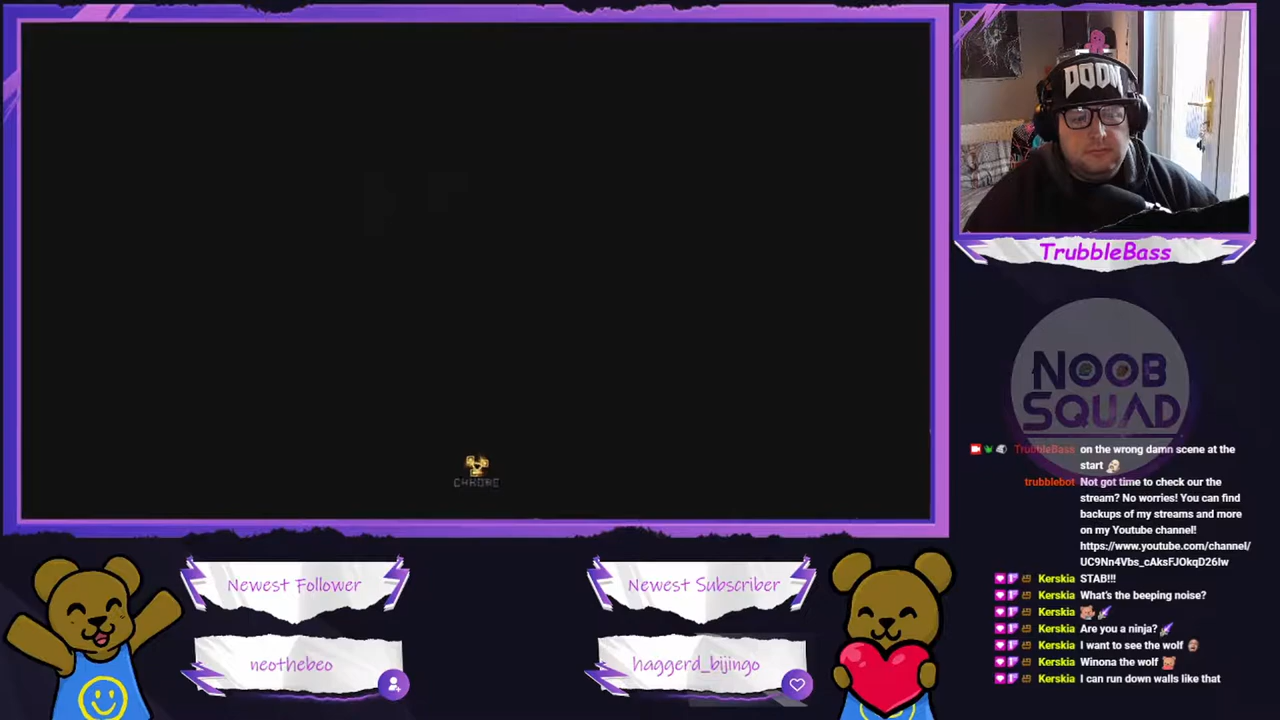 DOOM
TrubbleBass
NOOB
SQUAD
TrubbleBass on the wrong damn scene at the
start
trubblebot Not got time to check our the
stream? No worries! You can find
backups of my streams and more
on my Youtube channel!
https://www.youtube.com/channel/
UC9Nn4Vbs_cAksFJOkqD26Iw
Kerskia STAB!!!
Kerskia What's the beeping noise?
Kerskia
Kerskia Are you a ninja?
Kerskia I want to see the wolf
Kerskia Winona the wolf
Kerskia I can run down walls like that
Newest Follower
neothebeo
Newest Subscriber
haggerd_bijingo